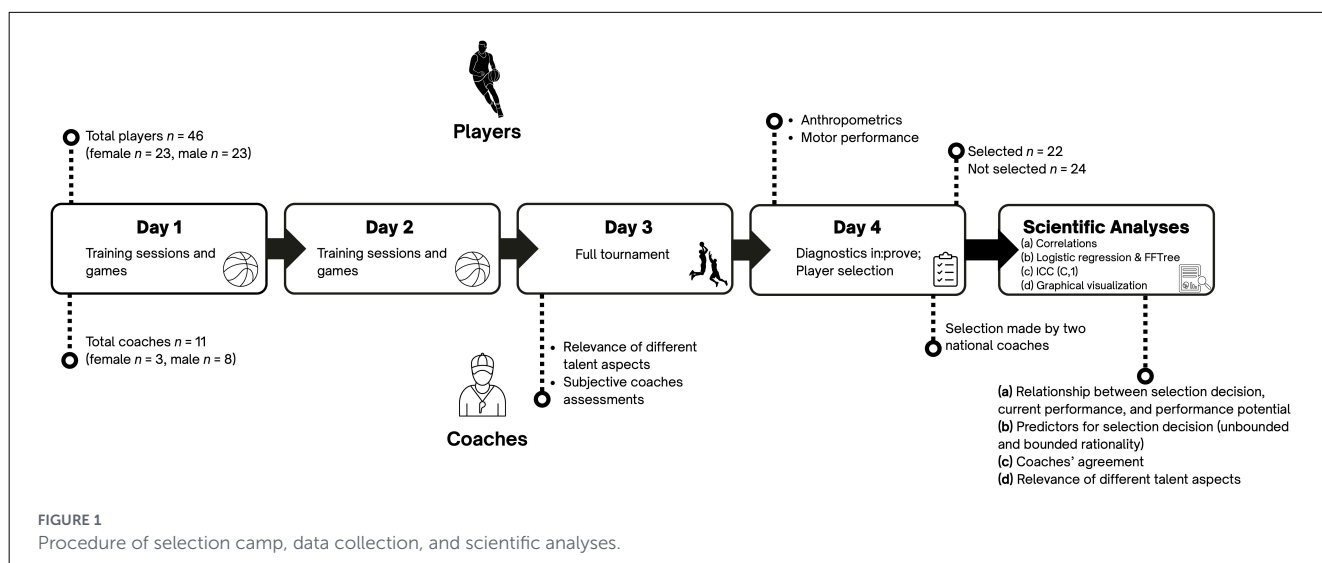 Players
Total players n = 46
(female n = 23, male n = 23)
• Anthropometrics
• Motor performance
Selected n = 22
Not selected n = 24
Day 1
Training sessions and
games
Day 2
Training sessions and
games
Day 3
Full tournament
Day 4
Diagnostics in:prove;
Player selection
Scientific Analyses
(a) Correlations
(b) Logistic regression & FFTree
(c) ICC (C,1)
(d) Graphical visualization
Total coaches n = 11
(female n = 3, male n = 8)
• Relevance of different
talent aspects
• Subjective coaches
assessments
Coaches
Selection made by two
national coaches
(a) Relationship between selection decision,
current performance, and performance potential
(b) Predictors for selection decision (unbounded
and bounded rationality)
(c) Coaches' agreement
(d) Relevance of different talent aspects
FIGURE 1
Procedure of selection camp, data collection, and scientific analyses.